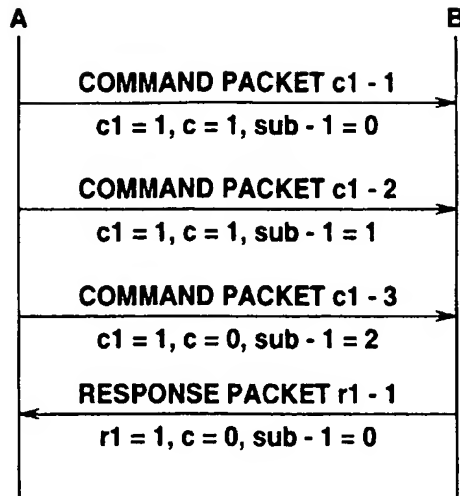 A B
COMMAND PACKET c1 - 1
c1 = 1, c = 1, sub - 1 = 0
COMMAND PACKET c1 - 2
c1 = 1, c = 1, sub - 1 = 1
COMMAND PACKET c1 - 3
c1 = 1, c = 0, sub - 1 = 2
RESPONSE PACKET r1 - 1
r1 = 1, c = 0, sub - 1 = 0